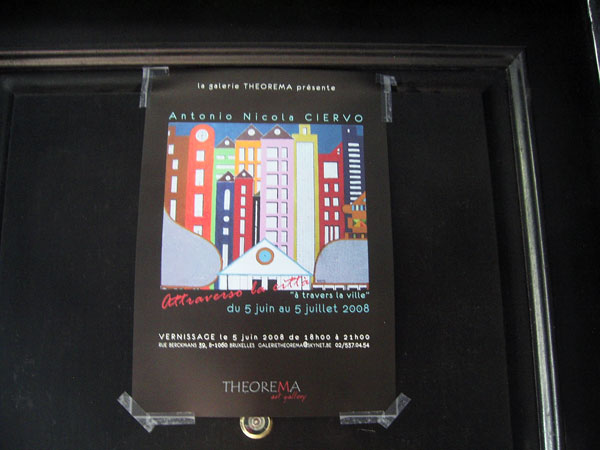 la galerie THEOREMA présente
Antonio Nicola CIERVO
Attraverso la città
"à travers la ville"
du 5 juin au 5 juillet 2008
VERNISSAGE le 5 juin 2008 de 18h00 à 21h00
RUE BERCKMANS 39, B-1060 BRUXELLES GALERIETHEOREMA@SKYNET.BE 02/537.04.54
THEOREMA
art gallery